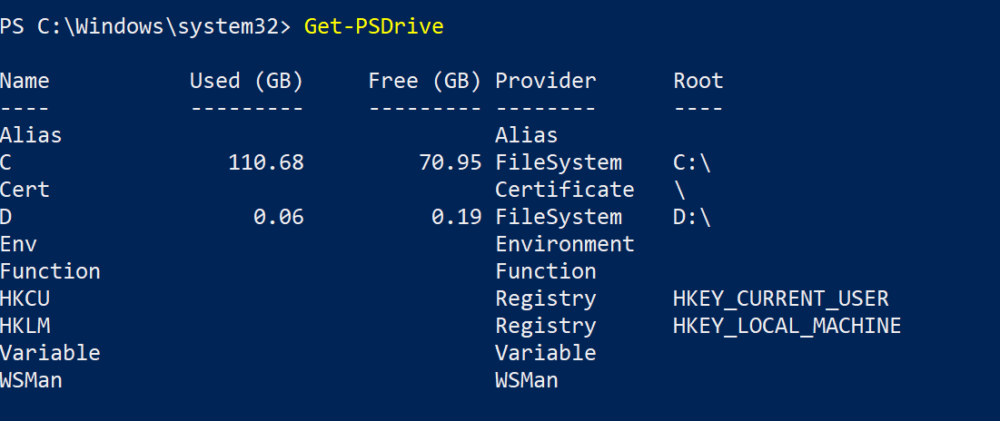 PS C:\Windows\system32> Get-PSDrive
Name           Used (GB)     Free (GB) Provider      Root
----           ---------     --------- --------      ----
Alias                                  Alias
C                 110.68         70.95 FileSystem    C:\
Cert                                   Certificate   \
D                   0.06          0.19 FileSystem    D:\
Env                                    Environment
Function                               Function
HKCU                                   Registry      HKEY_CURRENT_USER
HKLM                                   Registry      HKEY_LOCAL_MACHINE
Variable                               Variable
WSMan                                  WSMan